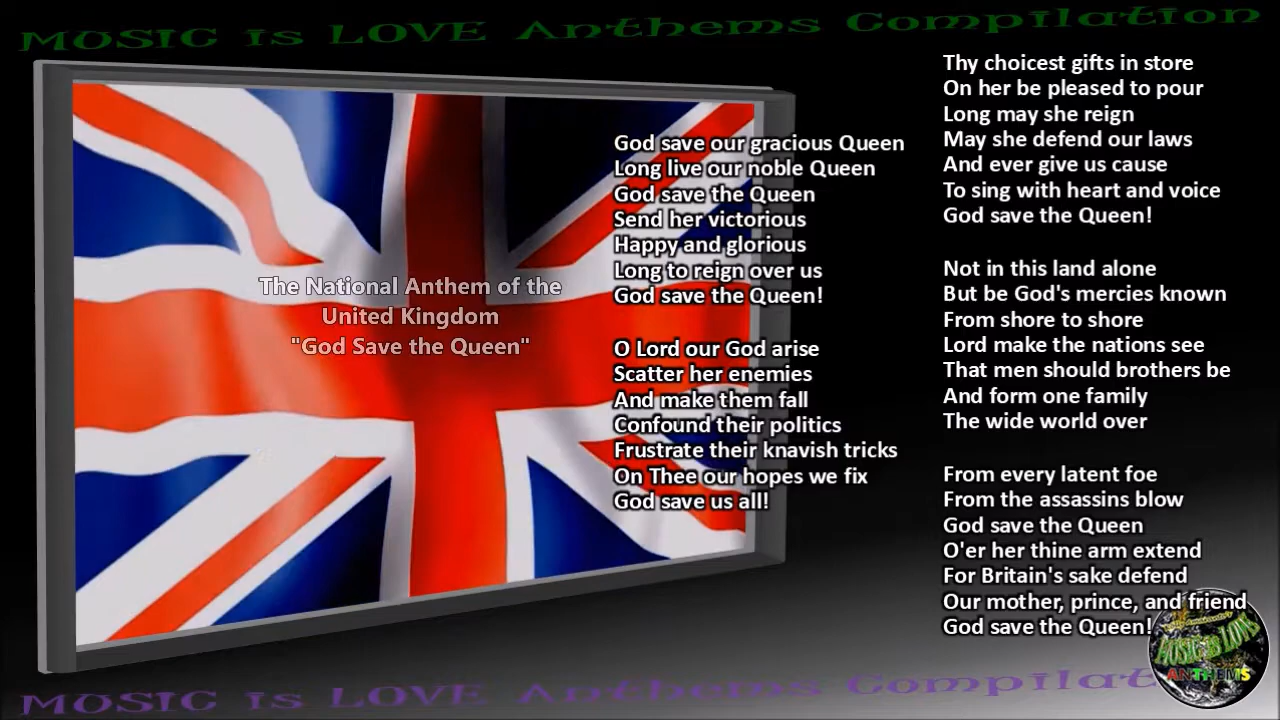 MUSIC is LOVE Anthems Compilation
The National Anthem of the
United Kingdom
"God Save the Queen"
God save our gracious Queen
Long live our noble Queen
God save the Queen
Send her victorious
Happy and glorious
Long to reign over us
God save the Queen!
O Lord our God arise
Scatter her enemies
And make them fall
Confound their politics
Frustrate their knavish tricks
On Thee our hopes we fix
God save us all!
Thy choicest gifts in store
On her be pleased to pour
Long may she reign
May she defend our laws
And ever give us cause
To sing with heart and voice
God save the Queen!
Not in this land alone
But be God's mercies known
From shore to shore
Lord make the nations see
That men should brothers be
And form one family
The wide world over
From every latent foe
From the assassins blow
God save the Queen
O'er her thine arm extend
For Britain's sake defend
Our mother, prince, and friend
God save the Queen!
MUSIC is LOVE
ANTHEMS
MUSIC is LOVE Anthems Compilat